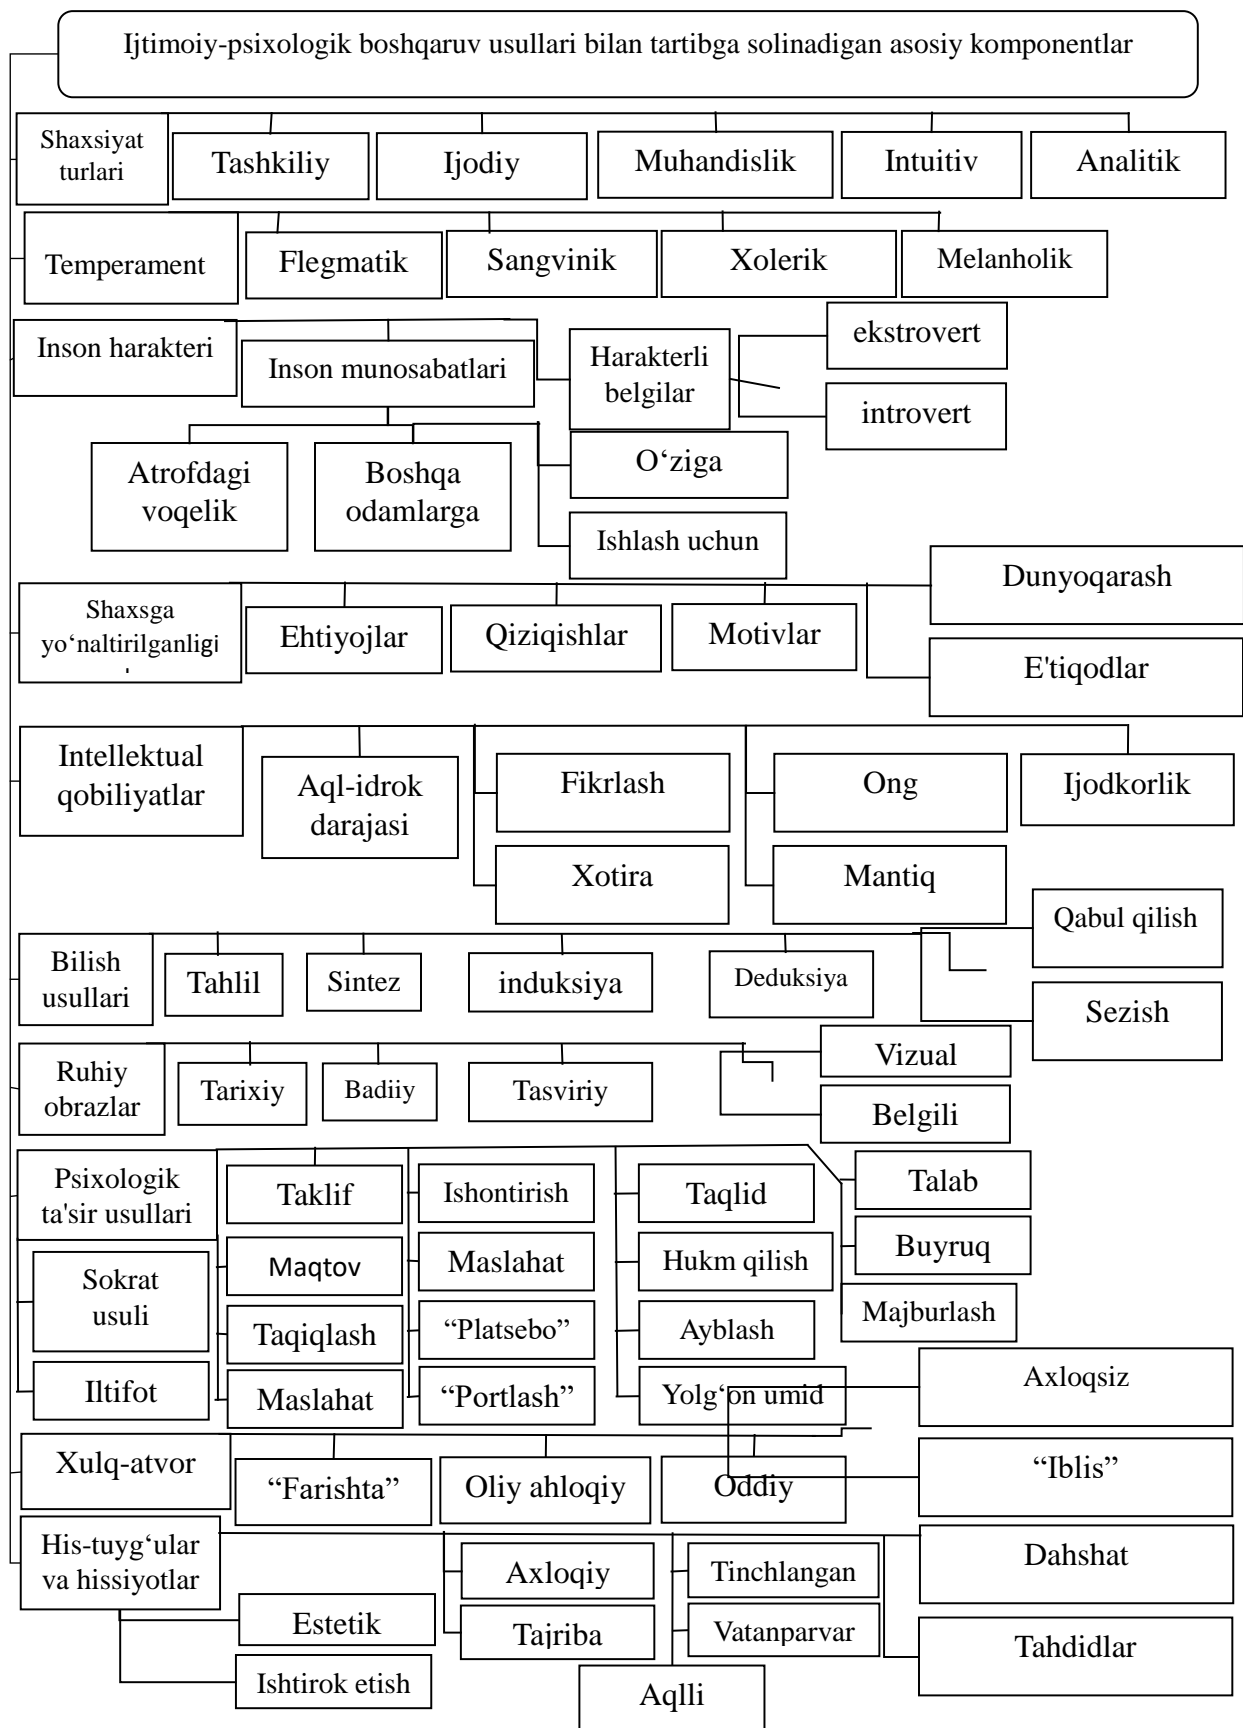 Ijtimoiy-psixologik boshqaruv usullari bilan tartibga solinadigan asosiy komponentlar
Shaxsiyat
turlari
Tashkiliy
Ijodiy
Muhandislik
Intuitiv
Analitik
Temperament
Flegmatik
Sangvinik
Xolerik
Melanholik
Inson harakteri
Inson munosabatlari
Harakterli
belgilar
ekstrovert
introvert
Atrofdagi
voqelik
Boshqa
odamlarga
O‘ziga
Ishlash uchun
Shaxsga
yo‘naltirilganligi
Ehtiyojlar
Qiziqishlar
Motivlar
Dunyoqarash
E'tiqodlar
Intellektual
qobiliyatlar
Aql-idrok
darajasi
Fikrlash
Ong
Ijodkorlik
Xotira
Mantiq
Bilish
usullari
Tahlil
Sintez
induksiya
Deduksiya
Qabul qilish
Sezish
Ruhiy
obrazlar
Tarixiy
Badiiy
Tasviriy
Vizual
Belgili
Psixologik
ta'sir usullari
Taklif
Ishontirish
Taqlid
Talab
Sokrat
usuli
Maqtov
Maslahat
Hukm qilish
Buyruq
Taqiqlash
“Platsebo”
Ayblash
Majburlash
Iltifot
Maslahat
“Portlash”
Yolg‘on umid
Xulq-atvor
“Farishta”
Oliy ahloqiy
Oddiy
Axloqsiz
“Iblis”
His-tuyg‘ular
va hissiyotlar
Axloqiy
Tinchlangan
Dahshat
Estetik
Tajriba
Vatanparvar
Tahdidlar
Ishtirok etish
Aqlli